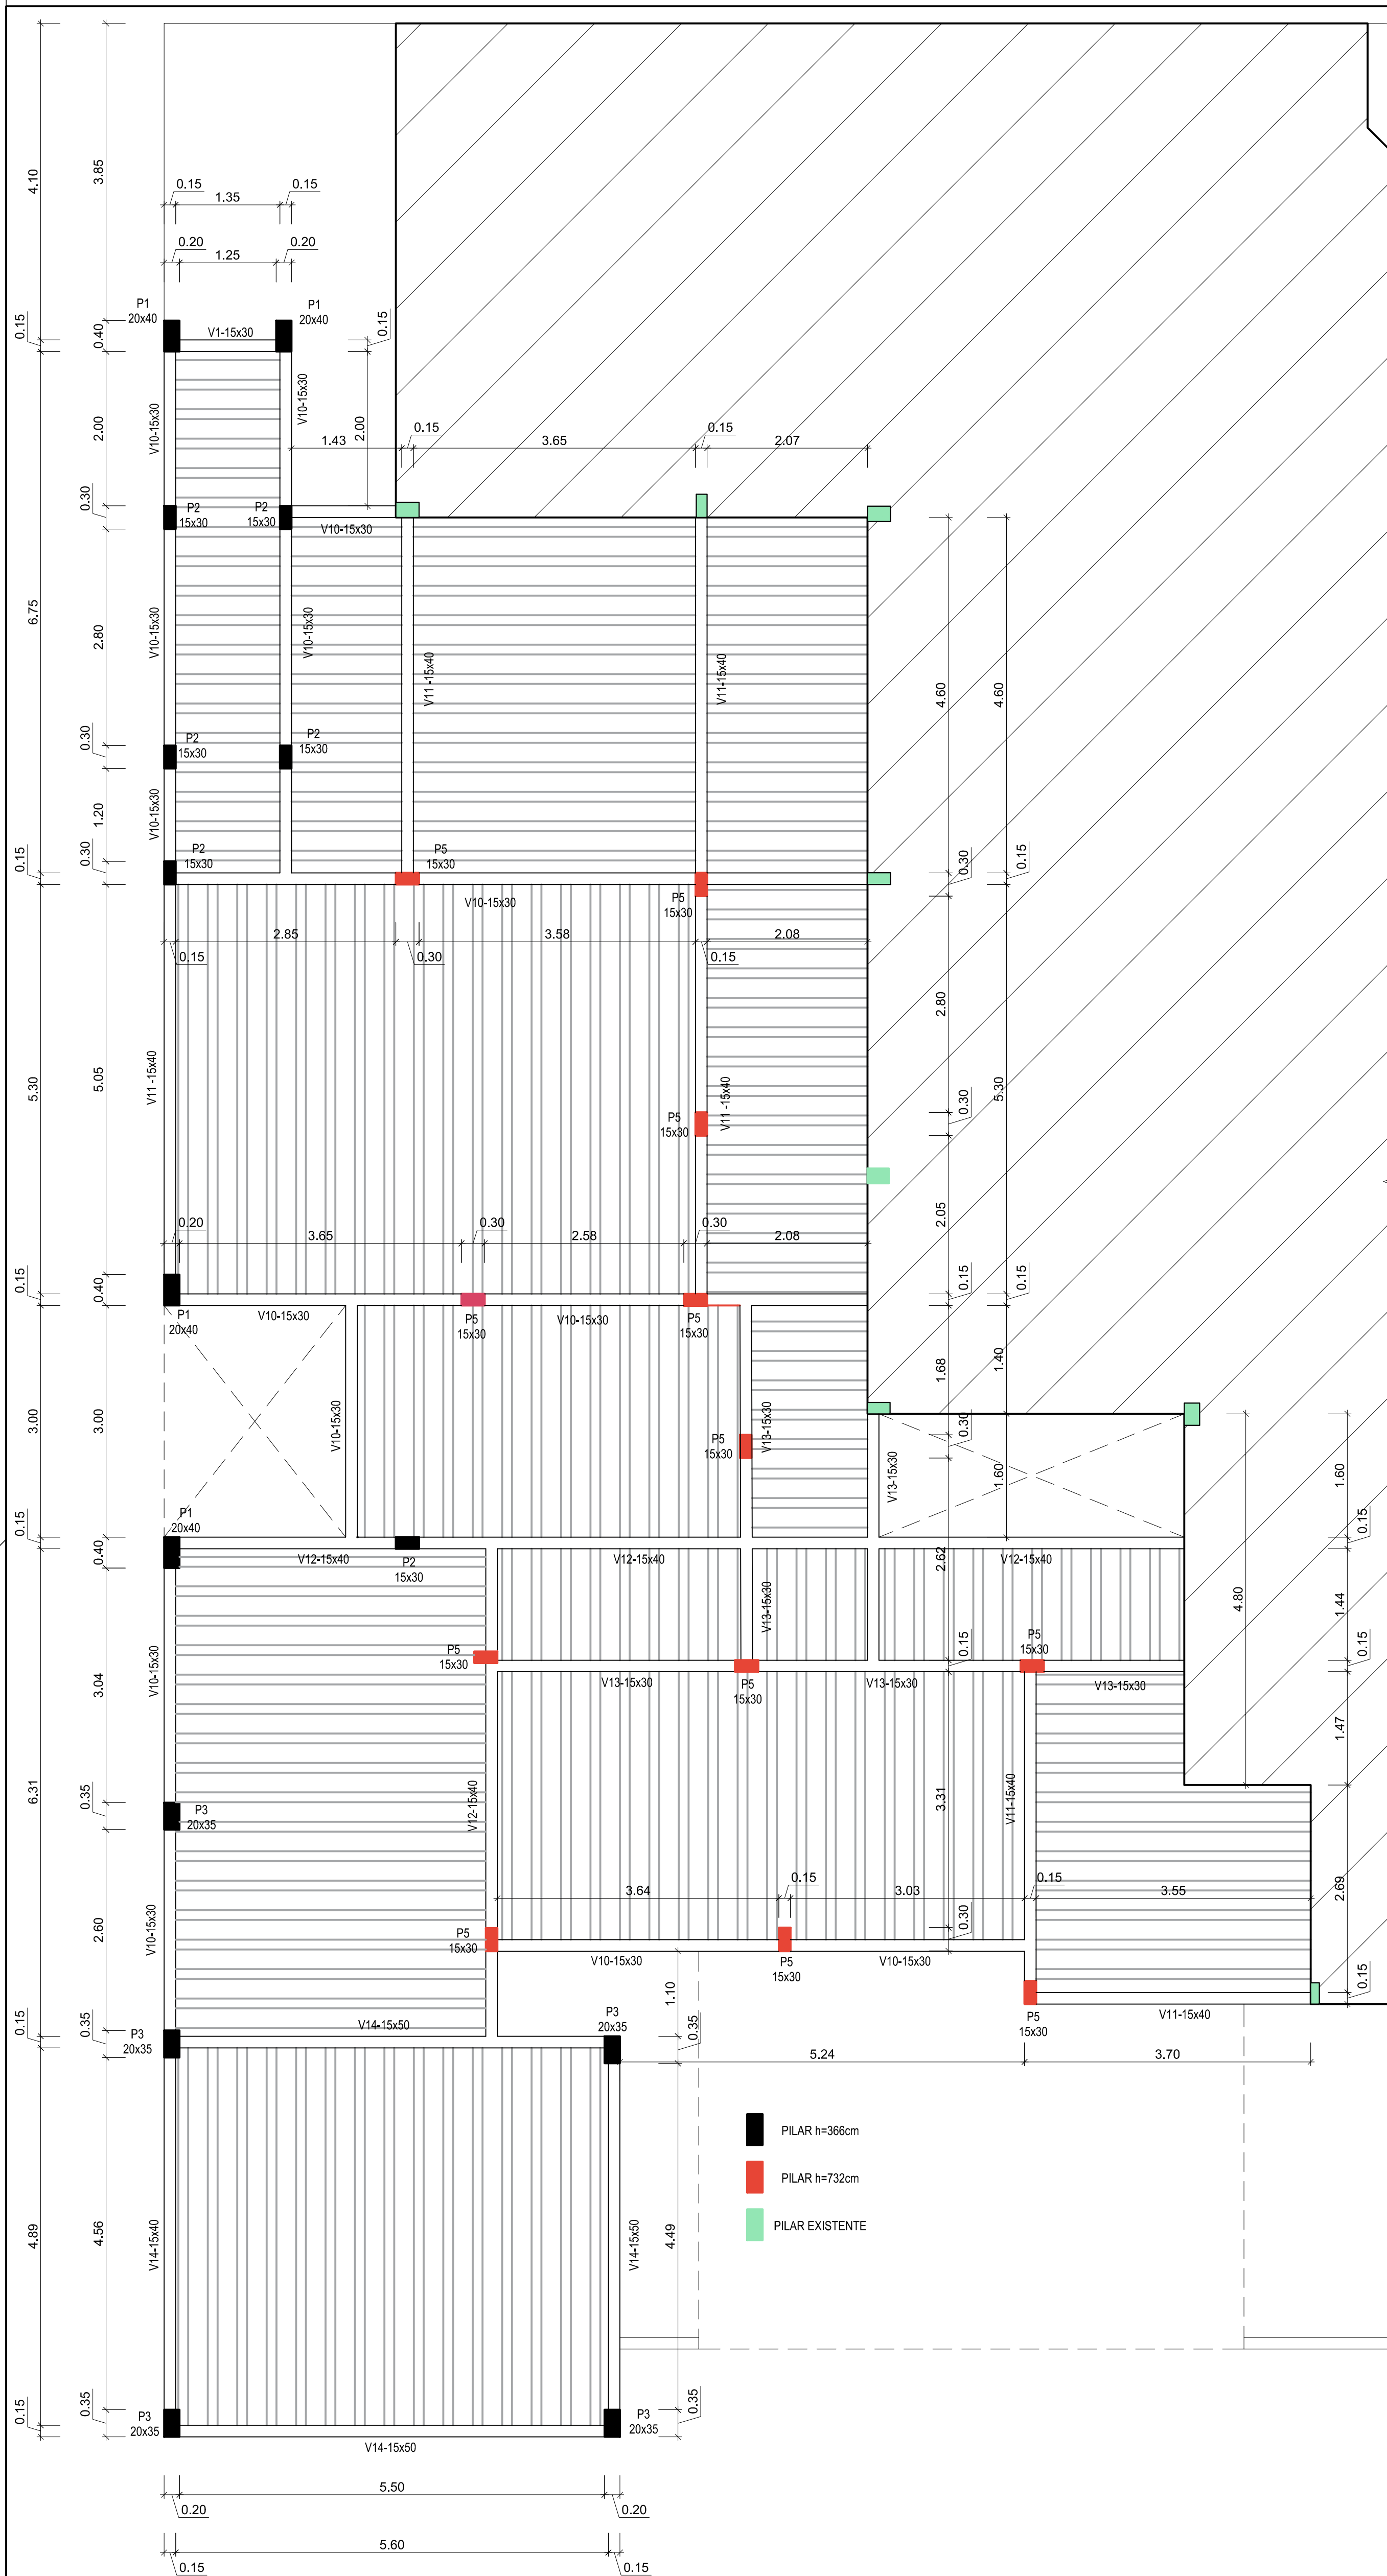 4.10
3.85
0.15
1.35
0.15
0.20
1.25
0.20
P1
20x40
V1-15x30
P1
20x40
0.15
0.15
0.40
V10-15x30
V10-15x30
2.00
2.00
1.43
0.15
3.65
0.15
2.07
0.30
P2
15x30
P2
15x30
V10-15x30
6.75
2.80
V10-15x30
V10-15x30
V11 -15x40
V11-15x40
4.60
4.60
0.30
P2
15x30
P2
15x30
1.20
V10-15x30
0.15
0.30
P2
15x30
P5
15x30
0.30
0.15
V10-15x30
P5
15x30
2.85
3.58
2.08
0.15
0.30
0.15
5.30
5.05
V11 -15x40
2.80
5.30
P5
15x30
V11 -15x40
0.30
2.05
0.20
3.65
0.30
2.58
0.30
2.08
0.15
0.40
0.15
0.15
P1
20x40
V10-15x30
P5
15x30
V10-15x30
P5
15x30
3.00
3.00
V10-15x30
P5
15x30
V13-15x30
1.68
1.40
0.30
V13-15x30
1.60
1.60
P1
20x40
0.15
0.40
V12-15x40
P2
15x30
V12-15x40
2.62
V12-15x40
0.15
V13-15x30
4.80
1.44
P5
15x30
0.15
P5
15x30
0.15
V10-15x30
3.04
V13-15x30
P5
15x30
V13-15x30
V13-15x30
1.47
6.31
0.35
P3
20x35
V12-15x40
3.31
V11-15x40
3.64
0.15
3.03
0.15
3.55
2.69
V10-15x30
2.60
P5
15x30
0.30
V10-15x30
P5
15x30
V10-15x30
1.10
0.15
P5
15x30
V11-15x40
0.15
0.35
P3
20x35
V14-15x50
P3
20x35
0.35
5.24
3.70
PILAR h=366cm
PILAR h=732cm
PILAR EXISTENTE
4.89
4.56
V14-15x40
V14-15x50
4.49
0.15
0.35
P3
20x35
P3
20x35
0.35
V14-15x50
5.50
0.20
0.20
5.60
0.15
0.15